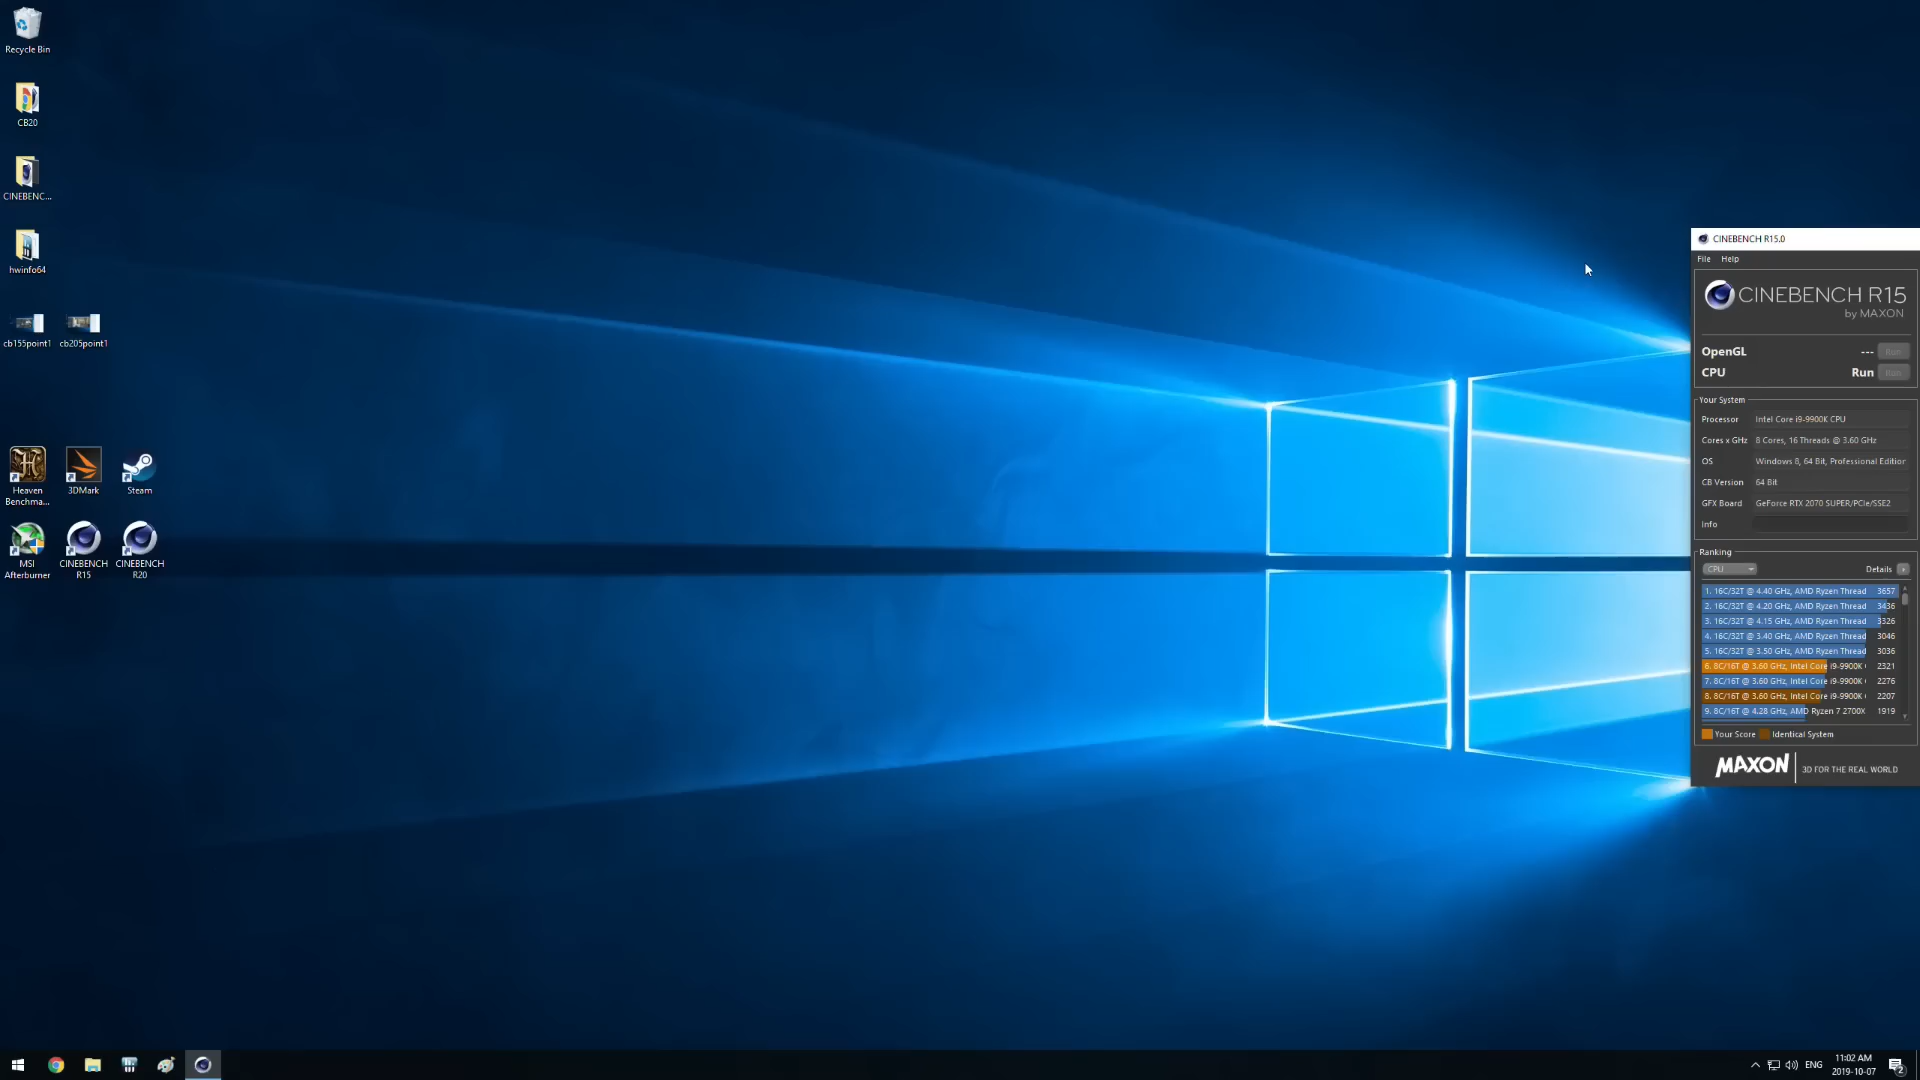 Recycle Bin
CB20
CINEBENC...
hwinfo64
cb155point1
cb205point1
Heaven Benchma...
3DMark
Steam
MSI Afterburner
CINEBENCH R15
CINEBENCH R20
CINEBENCH R15.0
File Help
CINEBENCH R15
by MAXON
OpenGL --- Run
CPU Run Run
Your System
Processor Intel Core i9-9900K CPU
Cores x GHz 8 Cores, 16 Threads @ 3.60 GHz
OS Windows 8, 64 Bit, Professional Edition
CB Version 64 Bit
GFX Board GeForce RTX 2070 SUPER/PCIe/SSE2
Info
Ranking
CPU Details +
1. 16C/32T @ 4.40 GHz, AMD Ryzen Thread 3657
2. 16C/32T @ 4.20 GHz, AMD Ryzen Thread 3436
3. 16C/32T @ 4.15 GHz, AMD Ryzen Thread 3326
4. 16C/32T @ 3.40 GHz, AMD Ryzen Thread 3046
5. 16C/32T @ 3.50 GHz, AMD Ryzen Thread 3036
6. 8C/16T @ 3.60 GHz, Intel Core i9-9900K 2321
7. 8C/16T @ 3.60 GHz, Intel Core i9-9900K 2276
8. 8C/16T @ 3.60 GHz, Intel Core i9-9900K 2207
9. 8C/16T @ 4.28 GHz, AMD Ryzen 7 2700X 1919
Your Score Identical System
MAXON 3D FOR THE REAL WORLD
ENG
11:02 AM
2019-10-07
2